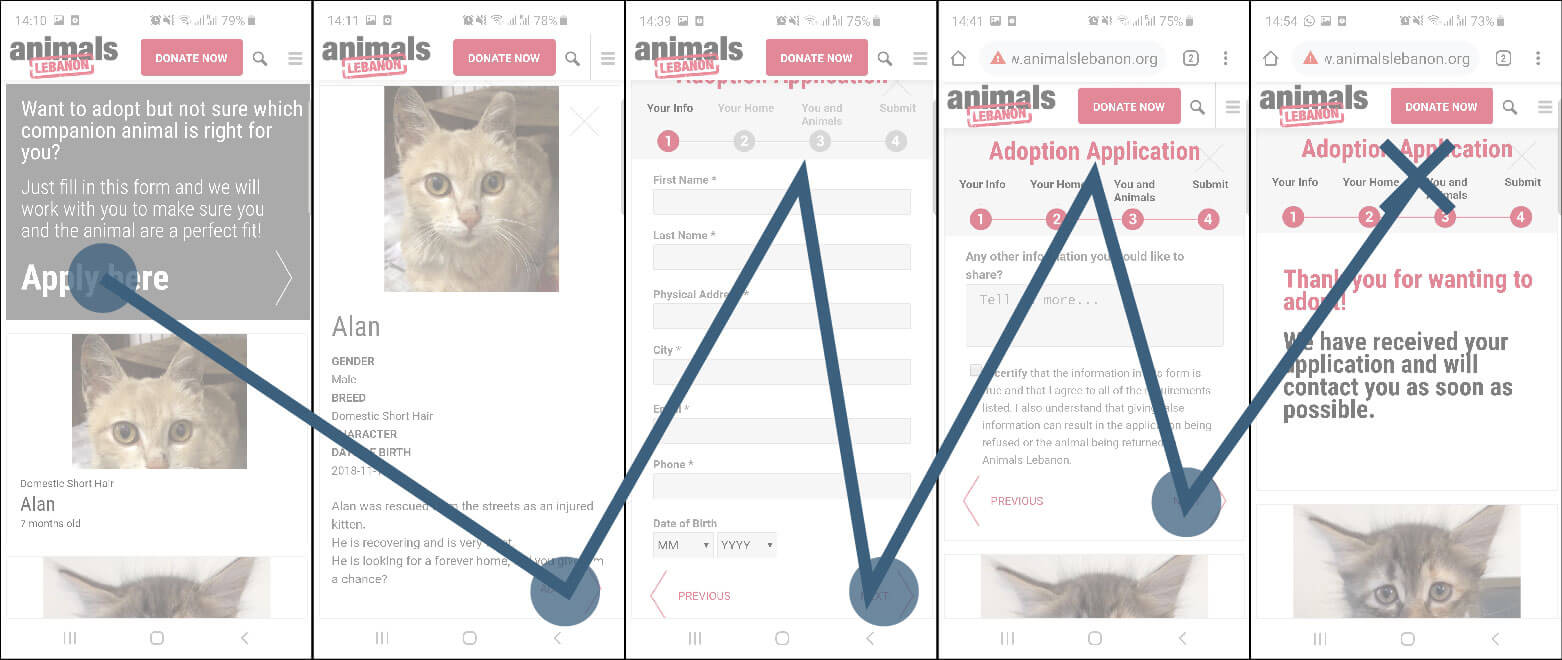 14:10 79%
animals
LEBANON
DONATE NOW
Want to adopt but not sure which
companion animal is right for
you?
Just fill in this form and we will
work with you to make sure you
and the animal are a perfect fit!
Apply here
Domestic Short Hair
Alan
7 months old
14:11 78%
animals
LEBANON
DONATE NOW
Alan
GENDER
Male
BREED
Domestic Short Hair
CHARACTER
DATE OF BIRTH
2018-11-
Alan was rescued from the streets as an injured
kitten.
He is recovering and is very
He is looking for a forever home, you give him
a chance?
14:39 75%
animals
LEBANON
DONATE NOW
Adoption Application
Your Info Your Home You and
Animals Submit
1 2 3 4
First Name *
Last Name *
Physical Address *
City *
Email *
Phone *
Date of Birth
MM YYYY
PREVIOUS NEXT
14:41 75%
w.animalslebanon.org 2
animals
LEBANON
DONATE NOW
Adoption Application
Your Info Your Home You and
Animals Submit
1 2 3 4
Any other information you would like to
share?
Tell more...
I certify that the information in this form is
true and that I agree to all of the requirements
listed. I also understand that giving false
information can result in the application being
refused or the animal being returned
Animals Lebanon.
PREVIOUS
14:54 73%
w.animalslebanon.org 2
animals
LEBANON
DONATE NOW
Adoption Application
Your Info Your Home You and
Animals Submit
1 2 3 4
Thank you for wanting to
adopt!
We have received your
application and will
contact you as soon as
possible.